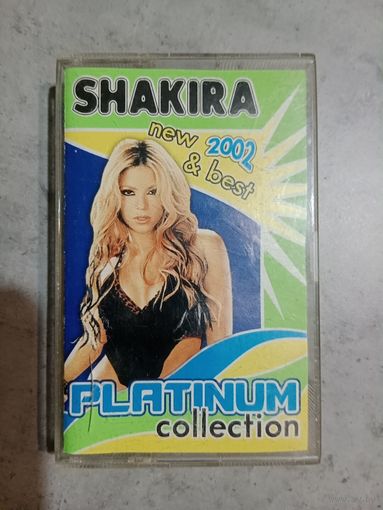 SHAKIRA
new 2002
& best
PLATINUM
collection